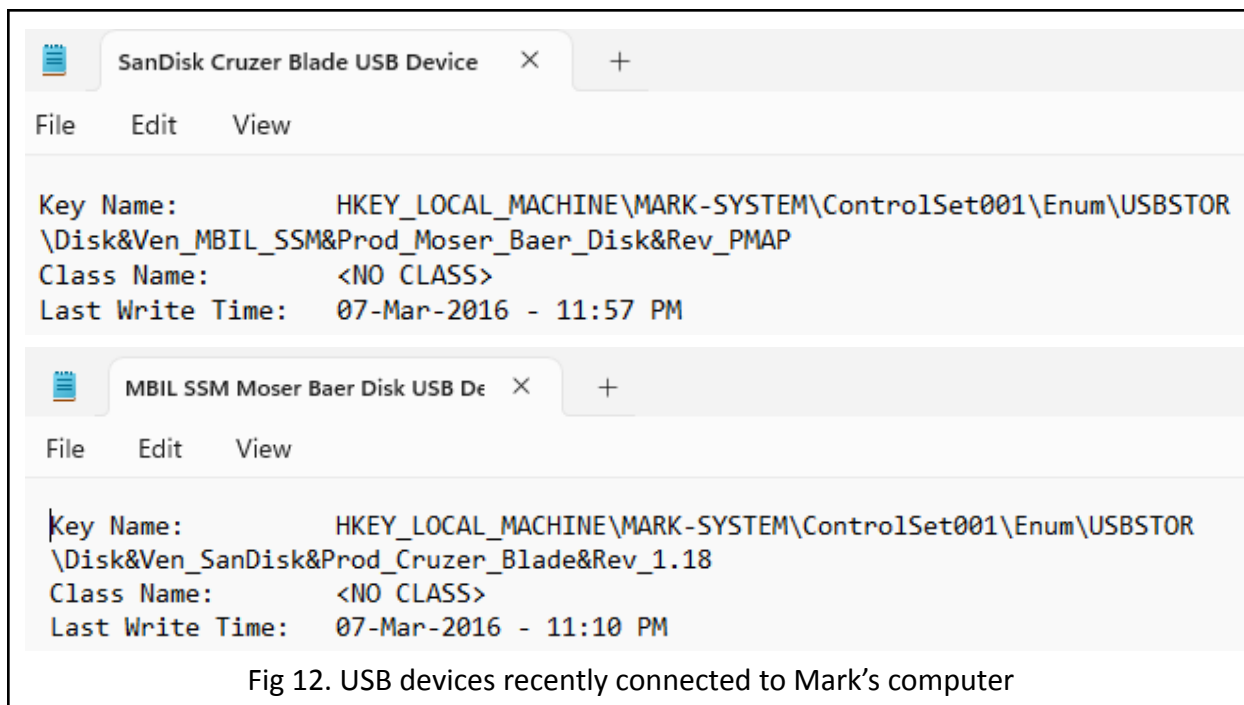 SanDisk Cruzer Blade USB Device
File Edit View
Key Name: HKEY_LOCAL_MACHINE\MARK-SYSTEM\ControlSet001\Enum\USBSTOR
\Disk&Ven_MBIL_SSM&Prod_Moser_Baer_Disk&Rev_PMAP
Class Name: <NO CLASS>
Last Write Time: 07-Mar-2016 - 11:57 PM
MBIL SSM Moser Baer Disk USB De
File Edit View
Key Name: HKEY_LOCAL_MACHINE\MARK-SYSTEM\ControlSet001\Enum\USBSTOR
\Disk&Ven_SanDisk&Prod_Cruzer_Blade&Rev_1.18
Class Name: <NO CLASS>
Last Write Time: 07-Mar-2016 - 11:10 PM
Fig 12. USB devices recently connected to Mark’s computer